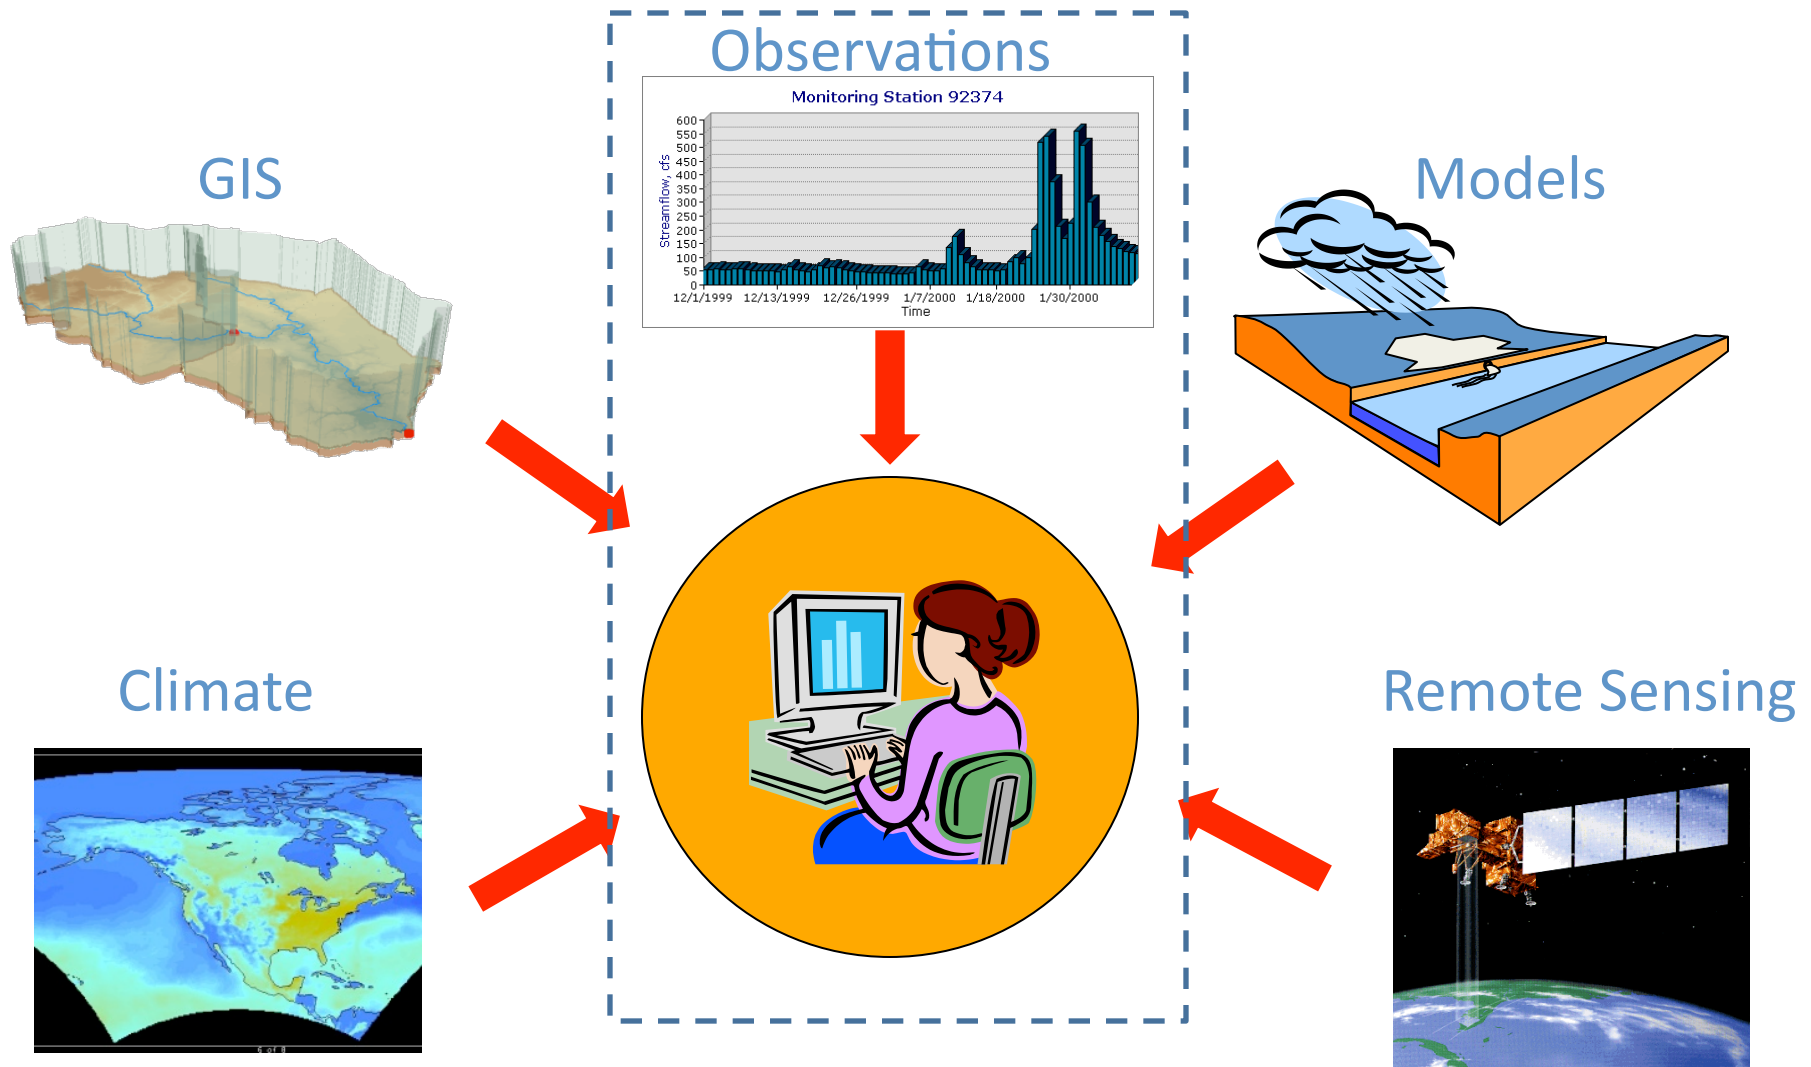 Observations
Monitoring Station 92374
600
550
500
450
400
350
300
250
200
150
100
50
0
Streamflow, cfs
12/1/1999 12/13/1999 12/26/1999 1/7/2000 1/18/2000 1/30/2000
Time
GIS
Models
Climate
Remote Sensing